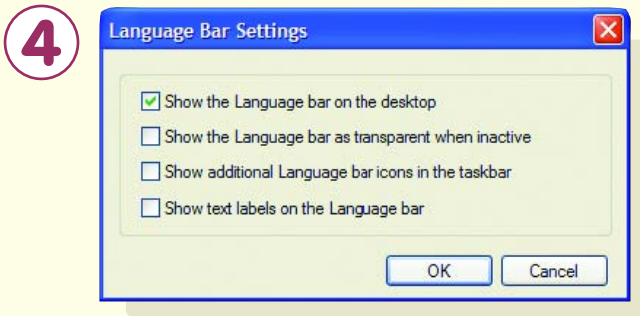 4
Language Bar Settings
Show the Language bar on the desktop
Show the Language bar as transparent when inactive
Show additional Language bar icons in the taskbar
Show text labels on the Language bar
OK Cancel